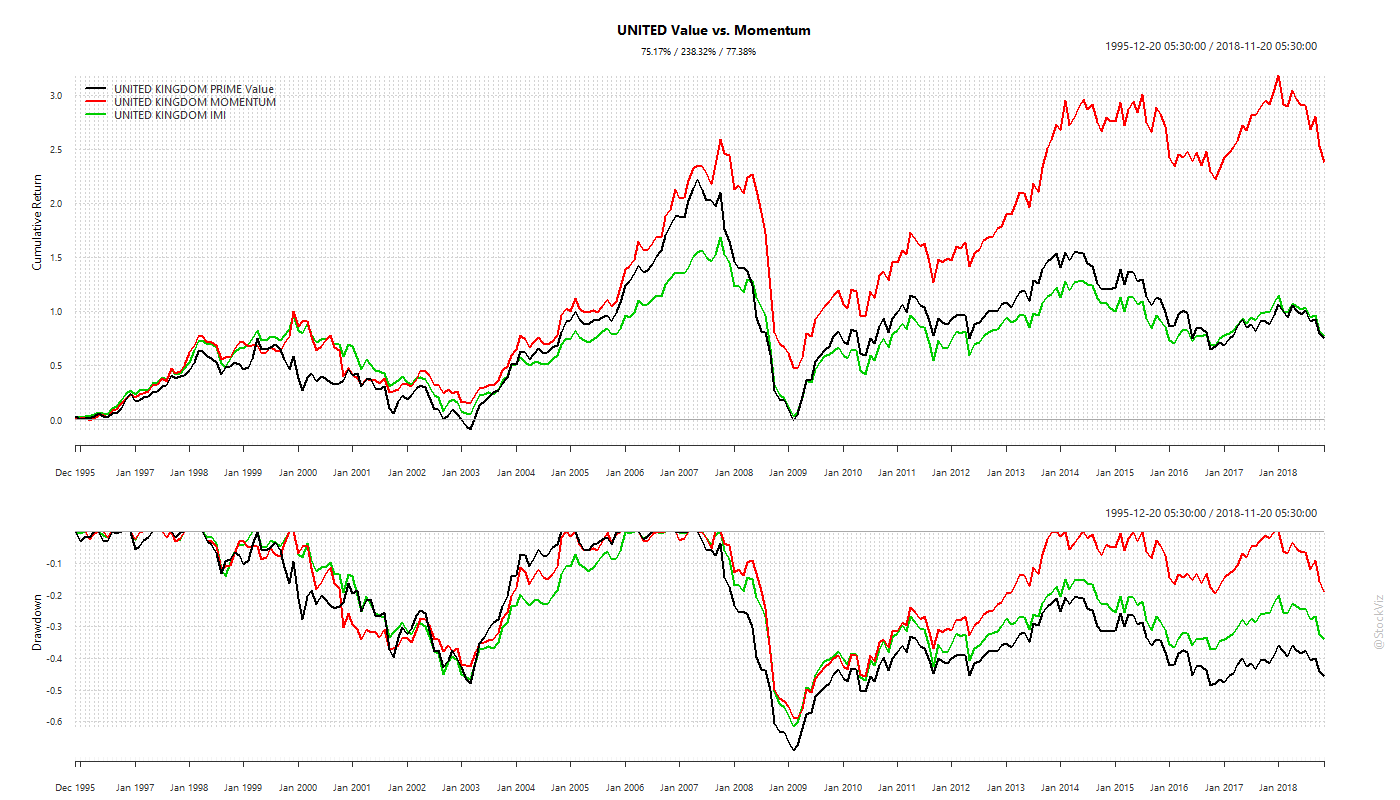 UNITED Value vs. Momentum
75.17% / 238.32% / 77.38%
1995-12-20 05:30:00 / 2018-11-20 05:30:00
UNITED KINGDOM PRIME Value
UNITED KINGDOM MOMENTUM
UNITED KINGDOM IMI
Cumulative Return
3.0
2.5
2.0
1.5
1.0
0.5
0.0
Dec 1995 Jan 1997 Jan 1998 Jan 1999 Jan 2000 Jan 2001 Jan 2002 Jan 2003 Jan 2004 Jan 2005 Jan 2006 Jan 2007 Jan 2008 Jan 2009 Jan 2010 Jan 2011 Jan 2012 Jan 2013 Jan 2014 Jan 2015 Jan 2016 Jan 2017 Jan 2018
1995-12-20 05:30:00 / 2018-11-20 05:30:00
Drawdown
-0.1
-0.2
-0.3
-0.4
-0.5
-0.6
Dec 1995 Jan 1997 Jan 1998 Jan 1999 Jan 2000 Jan 2001 Jan 2002 Jan 2003 Jan 2004 Jan 2005 Jan 2006 Jan 2007 Jan 2008 Jan 2009 Jan 2010 Jan 2011 Jan 2012 Jan 2013 Jan 2014 Jan 2015 Jan 2016 Jan 2017 Jan 2018
@StockViz